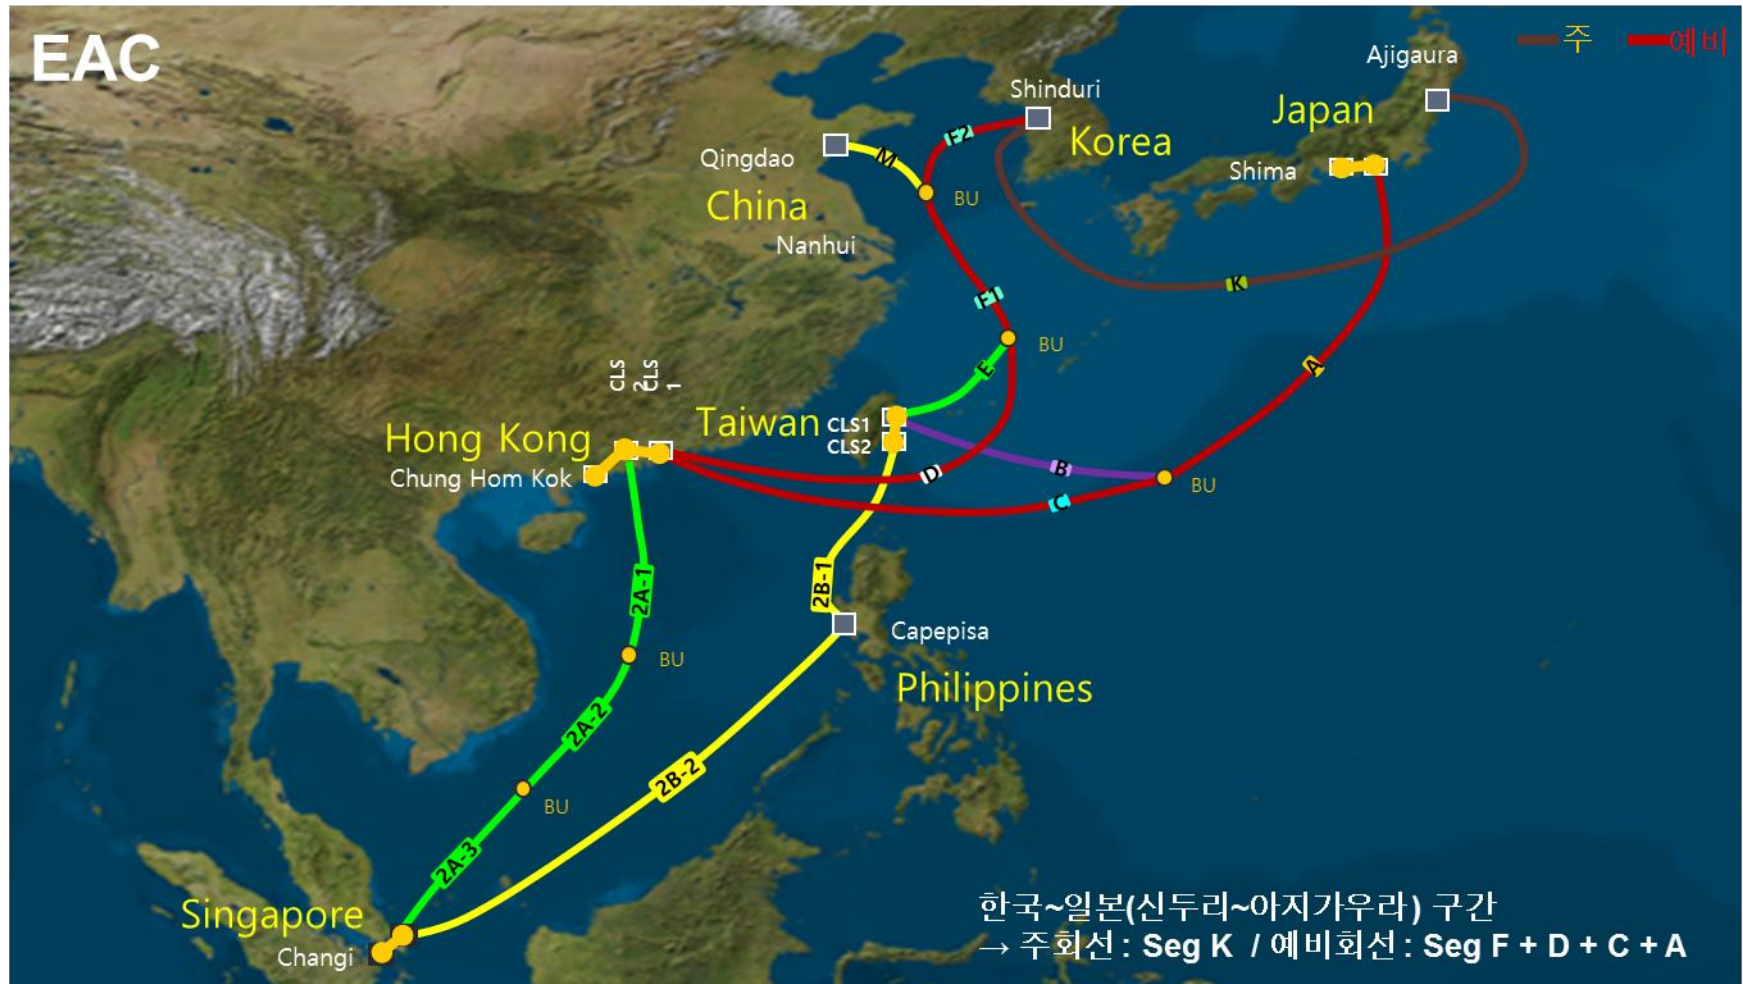 EAC
주
예비
Ajigaura
Shinduri
Japan
F2
Korea
Qingdao
M
Shima
BU
China
Nanhui
K
F1
BU
E
A
CLS 2
CLS 1
Taiwan
CLS1
Hong Kong
CLS2
Chung Hom Kok
D
B
C
BU
2A-1
2B-1
Capepisa
BU
Philippines
2A-2
2B-2
BU
2A-3
Singapore
Changi
한국~일본(신두리~아지가우라) 구간
→ 주회선 : Seg K / 예비회선 : Seg F + D + C + A